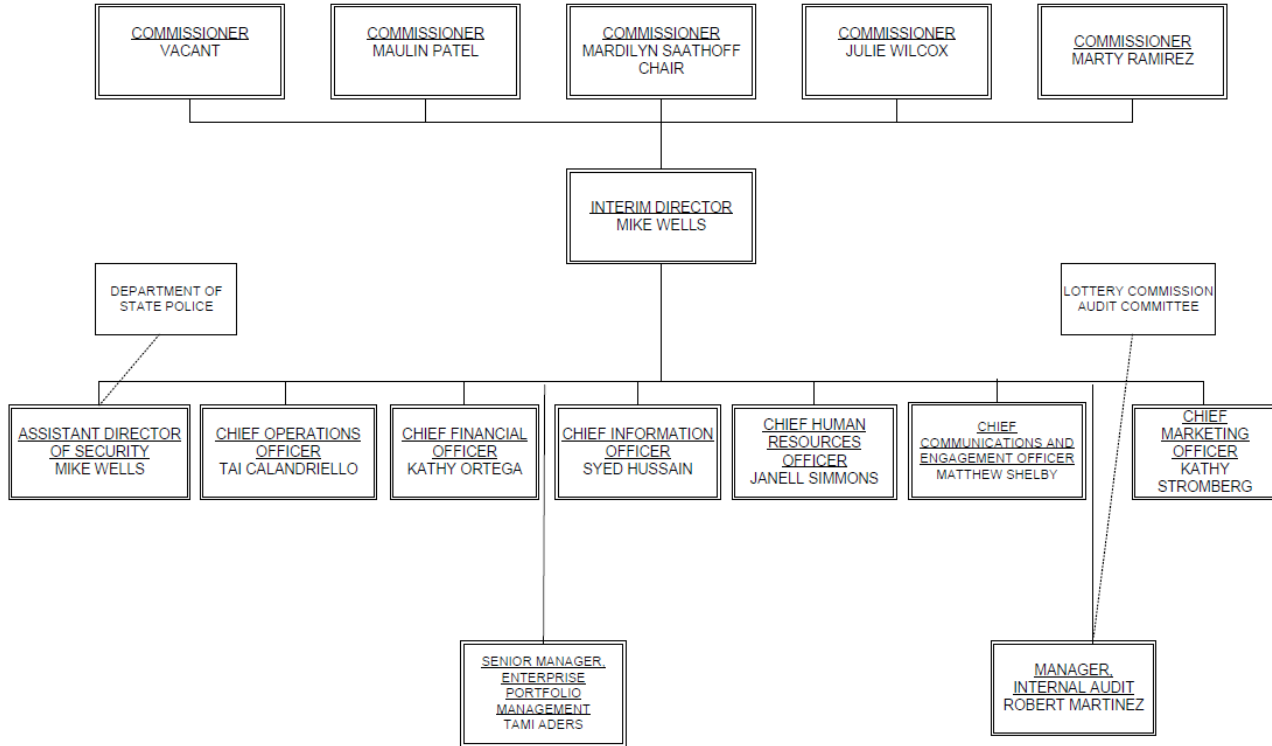 COMMISSIONER
VACANT
COMMISSIONER
MAULIN PATEL
COMMISSIONER
MARDILYN SAATHOFF
CHAIR
COMMISSIONER
JULIE WILCOX
COMMISSIONER
MARTY RAMIREZ
INTERIM DIRECTOR
MIKE WELLS
DEPARTMENT OF
STATE POLICE
LOTTERY COMMISSION
AUDIT COMMITTEE
ASSISTANT DIRECTOR
OF SECURITY
MIKE WELLS
CHIEF OPERATIONS
OFFICER
TAI CALANDRIELLO
CHIEF FINANCIAL
OFFICER
KATHY ORTEGA
CHIEF INFORMATION
OFFICER
SYED HUSSAIN
CHIEF HUMAN
RESOURCES
OFFICER
JANELL SIMMONS
CHIEF
COMMUNICATIONS AND
ENGAGEMENT OFFICER
MATTHEW SHELBY
CHIEF
MARKETING
OFFICER
KATHY
STROMBERG
SENIOR MANAGER,
ENTERPRISE
PORTFOLIO
MANAGEMENT
TAMI ADERS
MANAGER,
INTERNAL AUDIT
ROBERT MARTINEZ